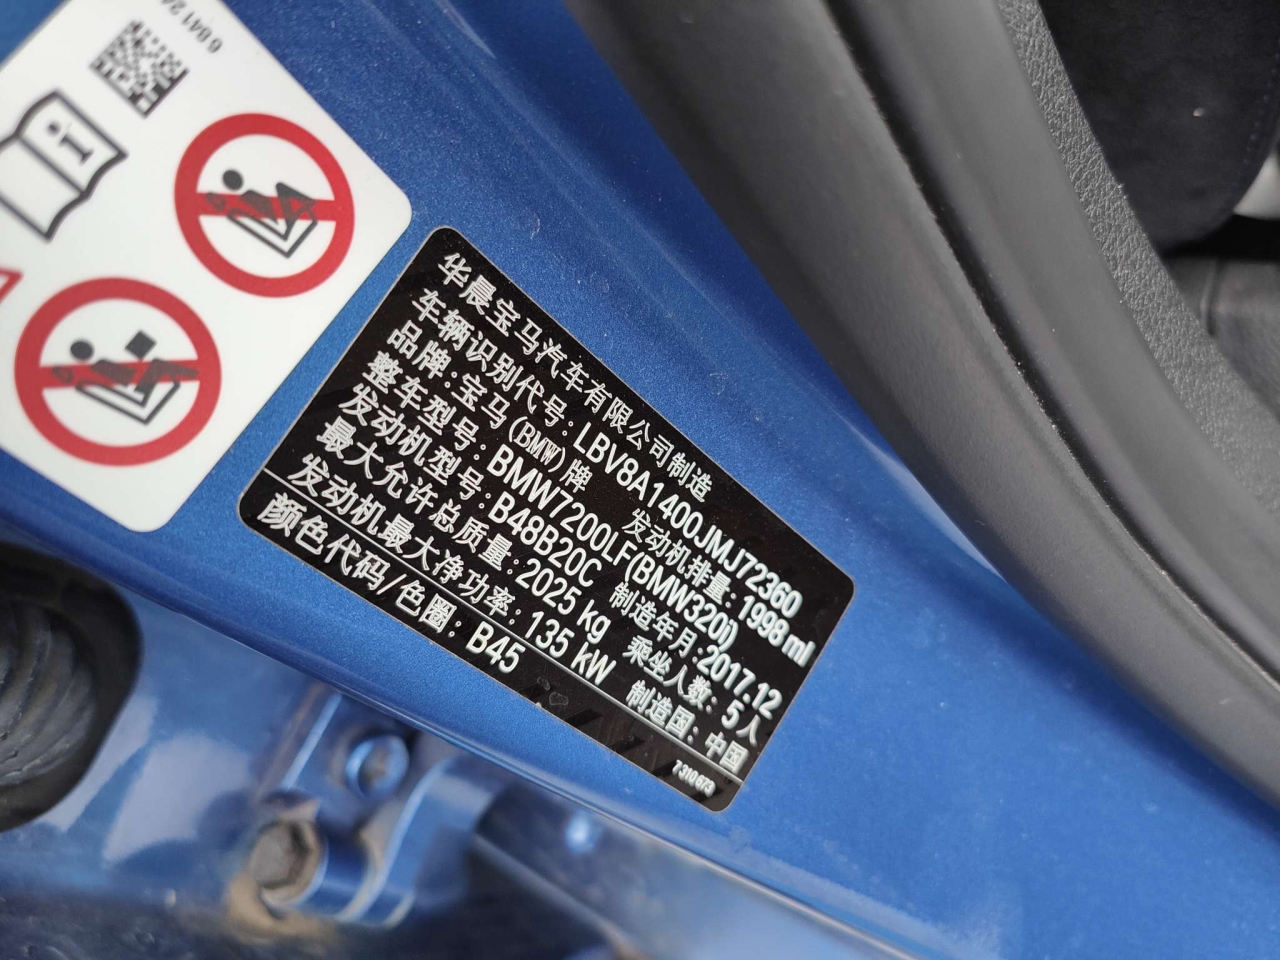 6 841 24
i
华晨宝马汽车有限公司制造
车辆识别代号: LBV8A1400JMJ72360
品牌: 宝马(BMW)牌 发动机排量: 1998 ml
整车型号: BMW7200LF(BMW320i)
发动机型号: B48B20C 制造年月: 2017.12
最大允许总质量: 2025 kg 乘坐人数: 5人
发动机最大净功率: 135 kW 制造国: 中国
颜色代码/色圈: B45 7310673